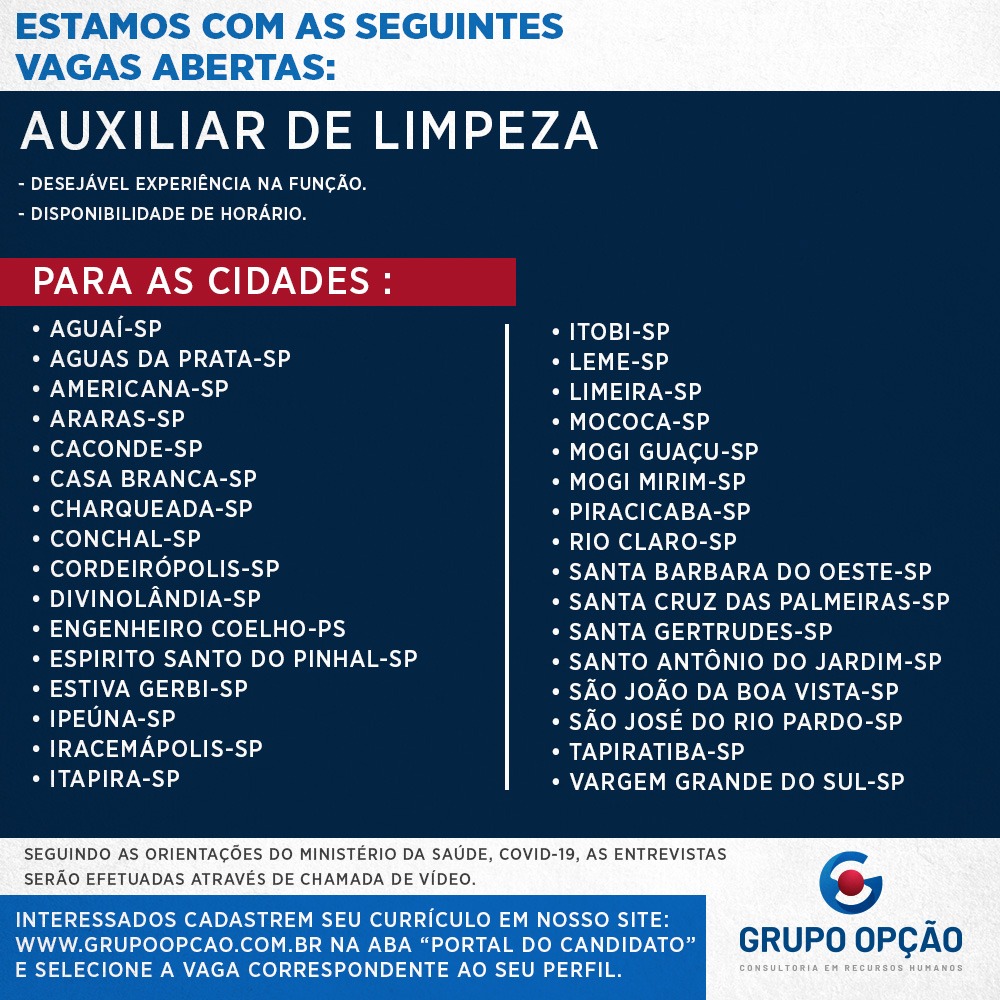 ESTAMOS COM AS SEGUINTES
VAGAS ABERTAS:
AUXILIAR DE LIMPEZA
- DESEJÁVEL EXPERIÊNCIA NA FUNÇÃO.
- DISPONIBILIDADE DE HORÁRIO.
PARA AS CIDADES :
• AGUAÍ-SP
• AGUAS DA PRATA-SP
• AMERICANA-SP
• ARARAS-SP
• CACONDE-SP
• CASA BRANCA-SP
• CHARQUEADA-SP
• CONCHAL-SP
• CORDEIRÓPOLIS-SP
• DIVINOLÂNDIA-SP
• ENGENHEIRO COELHO-PS
• ESPIRITO SANTO DO PINHAL-SP
• ESTIVA GERBI-SP
• IPEÚNA-SP
• IRACEMÁPOLIS-SP
• ITAPIRA-SP
• ITOBI-SP
• LEME-SP
• LIMEIRA-SP
• MOCOCA-SP
• MOGI GUAÇU-SP
• MOGI MIRIM-SP
• PIRACICABA-SP
• RIO CLARO-SP
• SANTA BARBARA DO OESTE-SP
• SANTA CRUZ DAS PALMEIRAS-SP
• SANTA GERTRUDES-SP
• SANTO ANTÔNIO DO JARDIM-SP
• SÃO JOÃO DA BOA VISTA-SP
• SÃO JOSÉ DO RIO PARDO-SP
• TAPIRATIBA-SP
• VARGEM GRANDE DO SUL-SP
SEGUINDO AS ORIENTAÇÕES DO MINISTÉRIO DA SAÚDE, COVID-19, AS ENTREVISTAS
SERÃO EFETUADAS ATRAVÉS DE CHAMADA DE VÍDEO.
INTERESSADOS CADASTREM SEU CURRÍCULO EM NOSSO SITE:
WWW.GRUPOOPCAO.COM.BR NA ABA “PORTAL DO CANDIDATO”
E SELECIONE A VAGA CORRESPONDENTE AO SEU PERFIL.
GRUPO OPÇÃO
CONSULTORIA EM RECURSOS HUMANOS